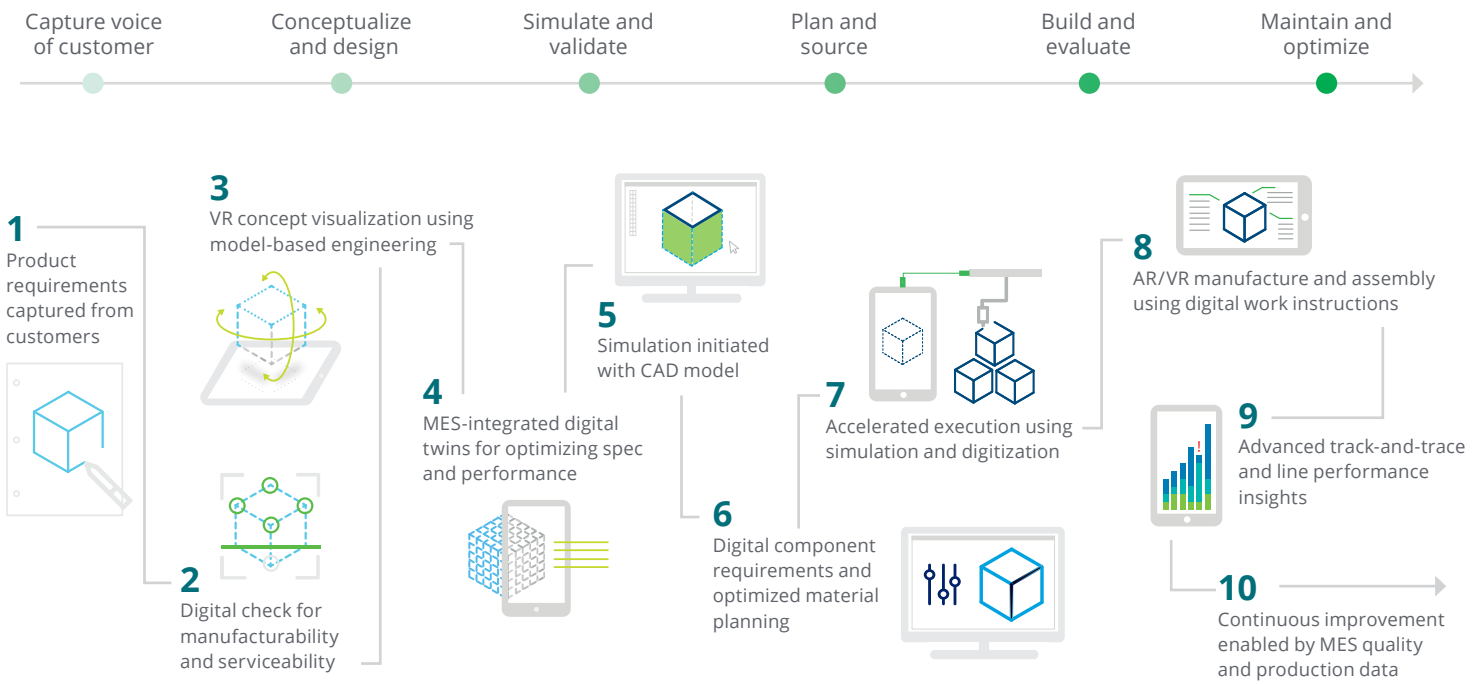 Capture voice
of customer
Conceptualize
and design
Simulate and
validate
Plan and
source
Build and
evaluate
Maintain and
optimize
1
Product
requirements
captured from
customers
2
Digital check for
manufacturability
and serviceability
3
VR concept visualization using
model-based engineering
4
MES-integrated digital
twins for optimizing spec
and performance
5
Simulation initiated
with CAD model
6
Digital component
requirements and
optimized material
planning
7
Accelerated execution using
simulation and digitization
8
AR/VR manufacture and assembly
using digital work instructions
!
9
Advanced track-and-trace
and line performance
insights
10
Continuous improvement
enabled by MES quality
and production data